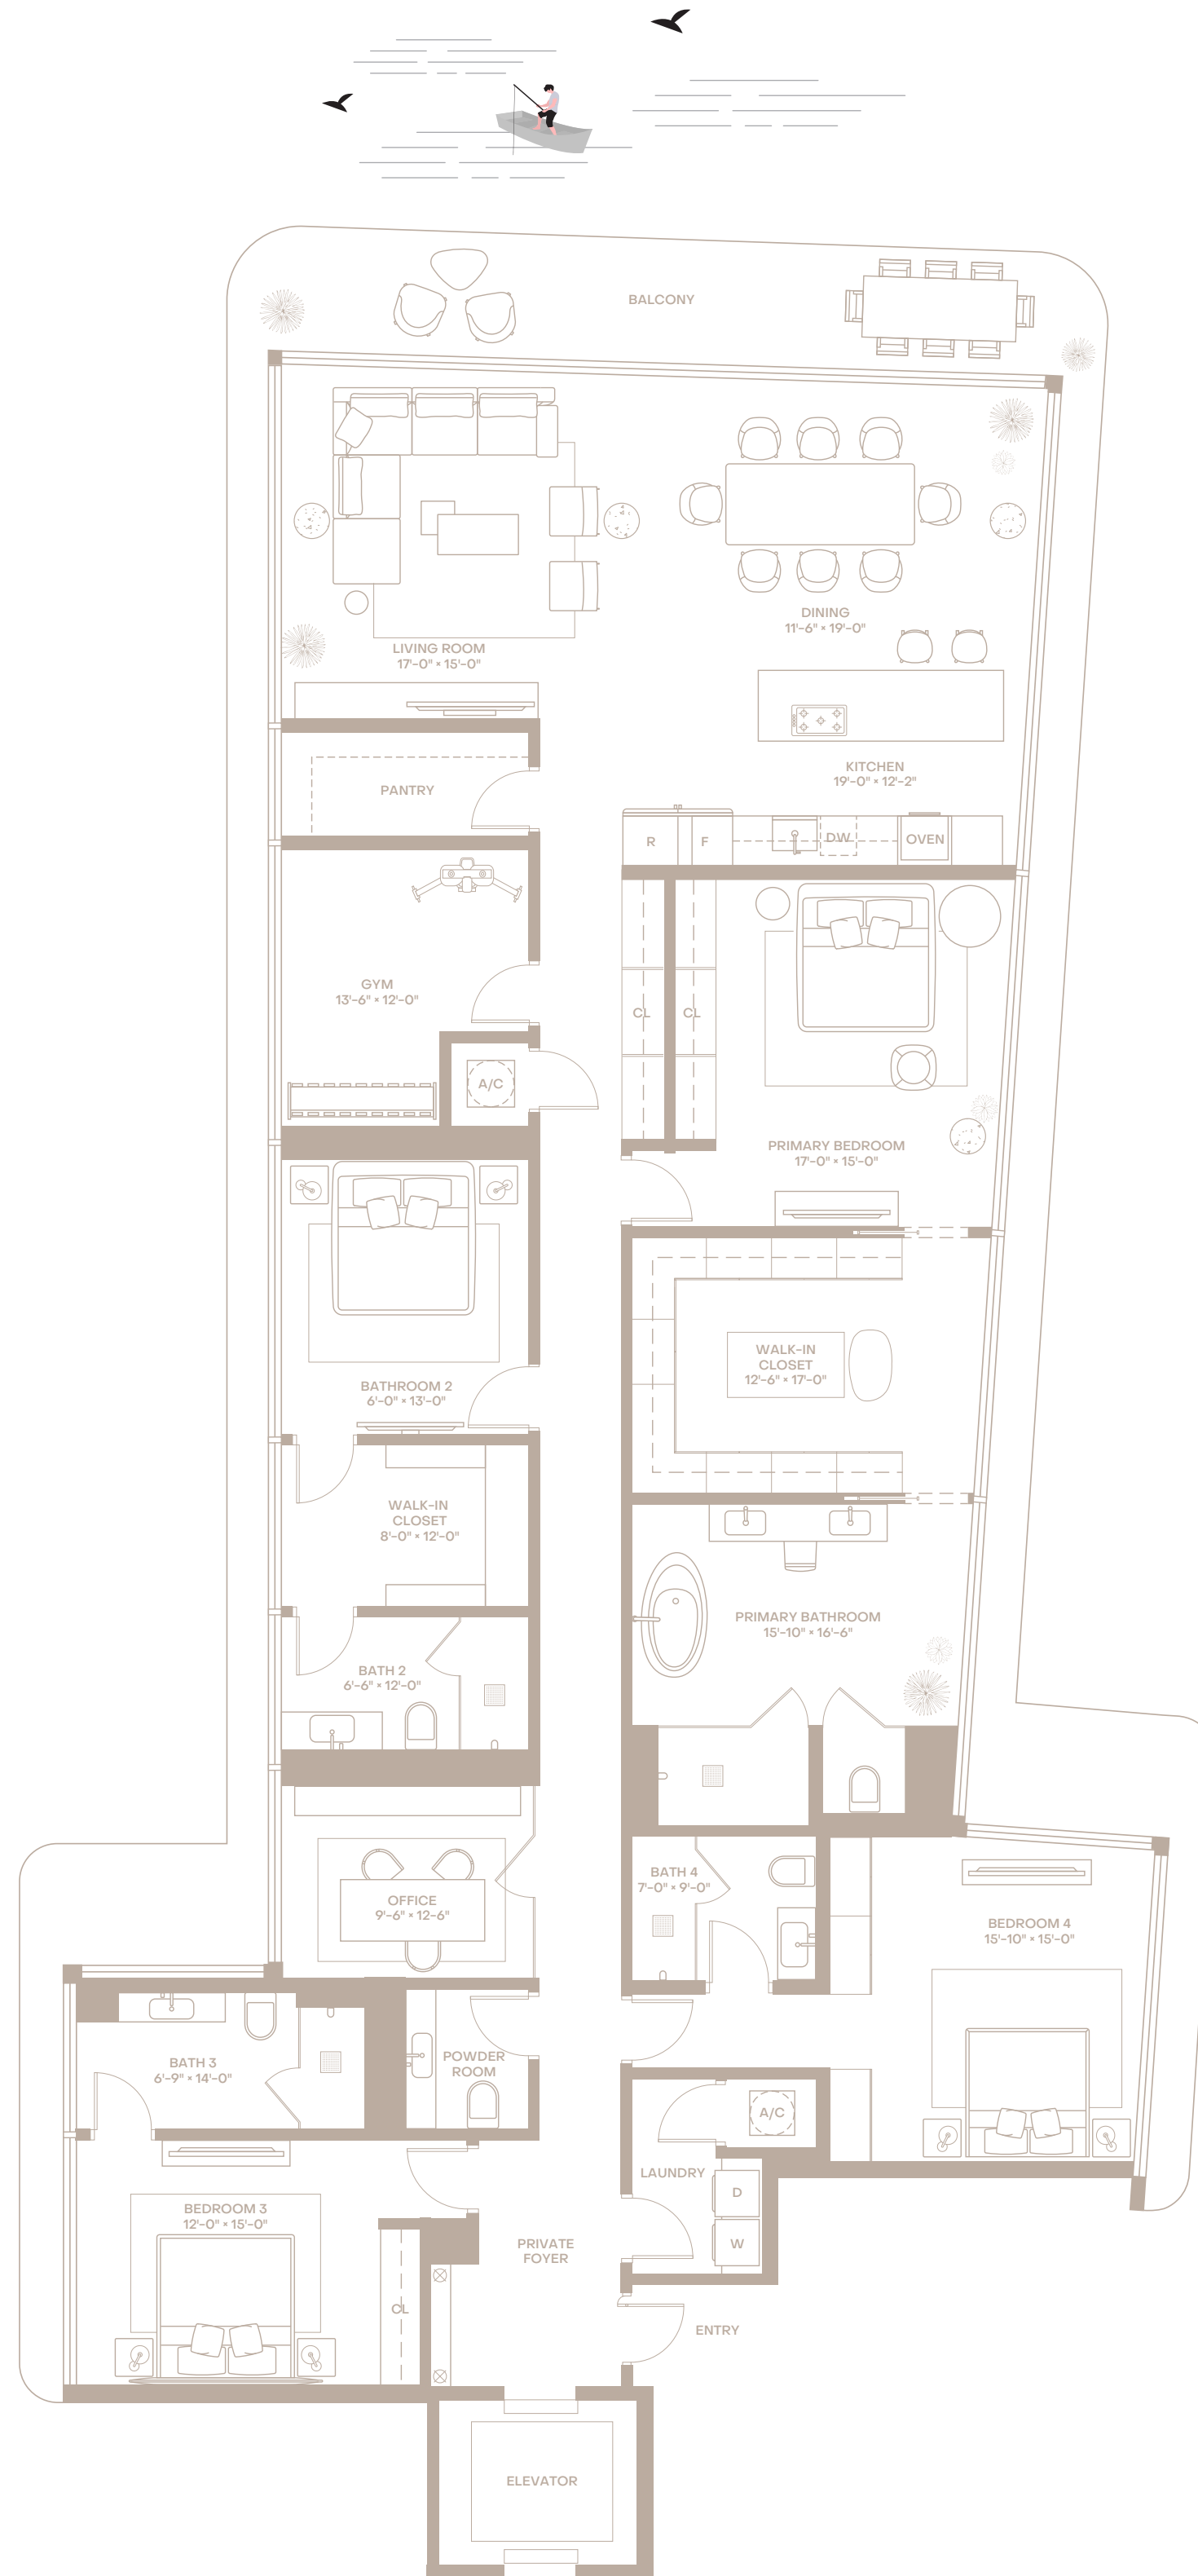 BALCONY
DINING
11'-6" × 19'-0"
LIVING ROOM
17'-0" × 15'-0"
KITCHEN
19'-0" × 12'-2"
PANTRY
R
F
DW
OVEN
GYM
13'-6" × 12'-0"
CL
CL
A/C
PRIMARY BEDROOM
17'-0" × 15'-0"
WALK-IN
CLOSET
12'-6" × 17'-0"
BATHROOM 2
6'-0" × 13'-0"
WALK-IN
CLOSET
8'-0" × 12'-0"
PRIMARY BATHROOM
15'-10" × 16'-6"
BATH 2
6'-6" × 12'-0"
BATH 4
7'-0" × 9'-0"
OFFICE
9'-6" × 12-6"
BEDROOM 4
15'-10" × 15'-0"
BATH 3
6'-9" × 14'-0"
POWDER
ROOM
A/C
LAUNDRY
D
W
BEDROOM 3
12'-0" × 15'-0"
PRIVATE
FOYER
CL
ENTRY
ELEVATOR